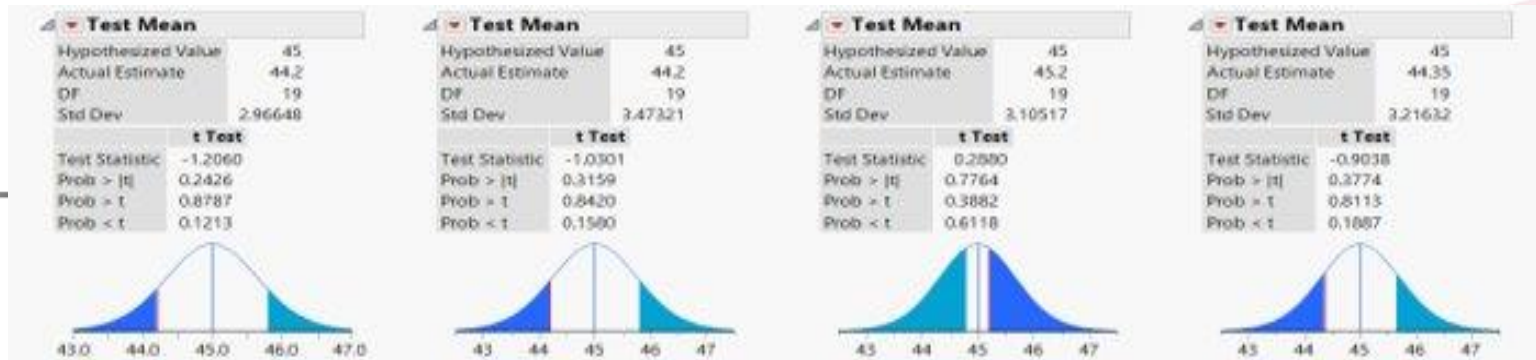 Test Mean
Hypothesized Value 45
Actual Estimate 44.2
DF 19
Std Dev 2.96648
t Test
Test Statistic -1.2060
Prob > |t| 0.2426
Prob > t 0.8787
Prob < t 0.1213
43.0 44.0 45.0 46.0 47.0
Test Mean
Hypothesized Value 45
Actual Estimate 44.2
DF 19
Std Dev 3.47321
t Test
Test Statistic -1.0301
Prob > |t| 0.3159
Prob > t 0.8420
Prob < t 0.1580
43 44 45 46 47
Test Mean
Hypothesized Value 45
Actual Estimate 45.2
DF 19
Std Dev 3.10517
t Test
Test Statistic 0.2880
Prob > |t| 0.7764
Prob > t 0.3882
Prob < t 0.6118
43 44 45 46 47
Test Mean
Hypothesized Value 45
Actual Estimate 44.35
DF 19
Std Dev 3.21632
t Test
Test Statistic -0.9038
Prob > |t| 0.3774
Prob > t 0.8113
Prob < t 0.1887
43 44 45 46 47